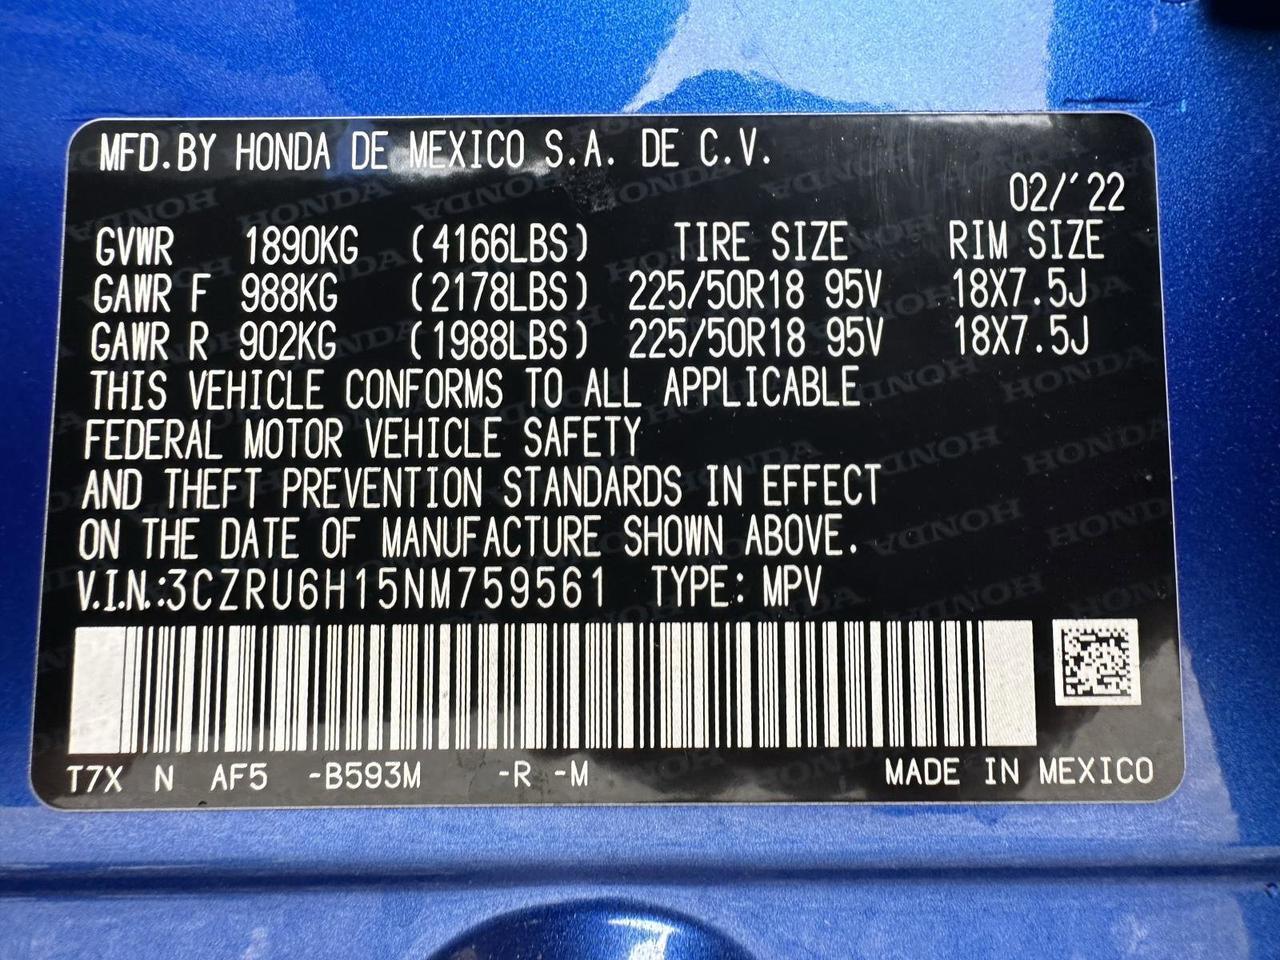 MFD.BY HONDA DE MEXICO S.A. DE C.V.
02/'22
GVWR 1890KG (4166LBS) TIRE SIZE RIM SIZE
GAWR F 988KG (2178LBS) 225/50R18 95V 18X7.5J
GAWR R 902KG (1988LBS) 225/50R18 95V 18X7.5J
THIS VEHICLE CONFORMS TO ALL APPLICABLE
FEDERAL MOTOR VEHICLE SAFETY
AND THEFT PREVENTION STANDARDS IN EFFECT
ON THE DATE OF MANUFACTURE SHOWN ABOVE.
V.I.N.:3CZRU6H15NM759561 TYPE: MPV
T7X N AF5 -B593M -R -M MADE IN MEXICO